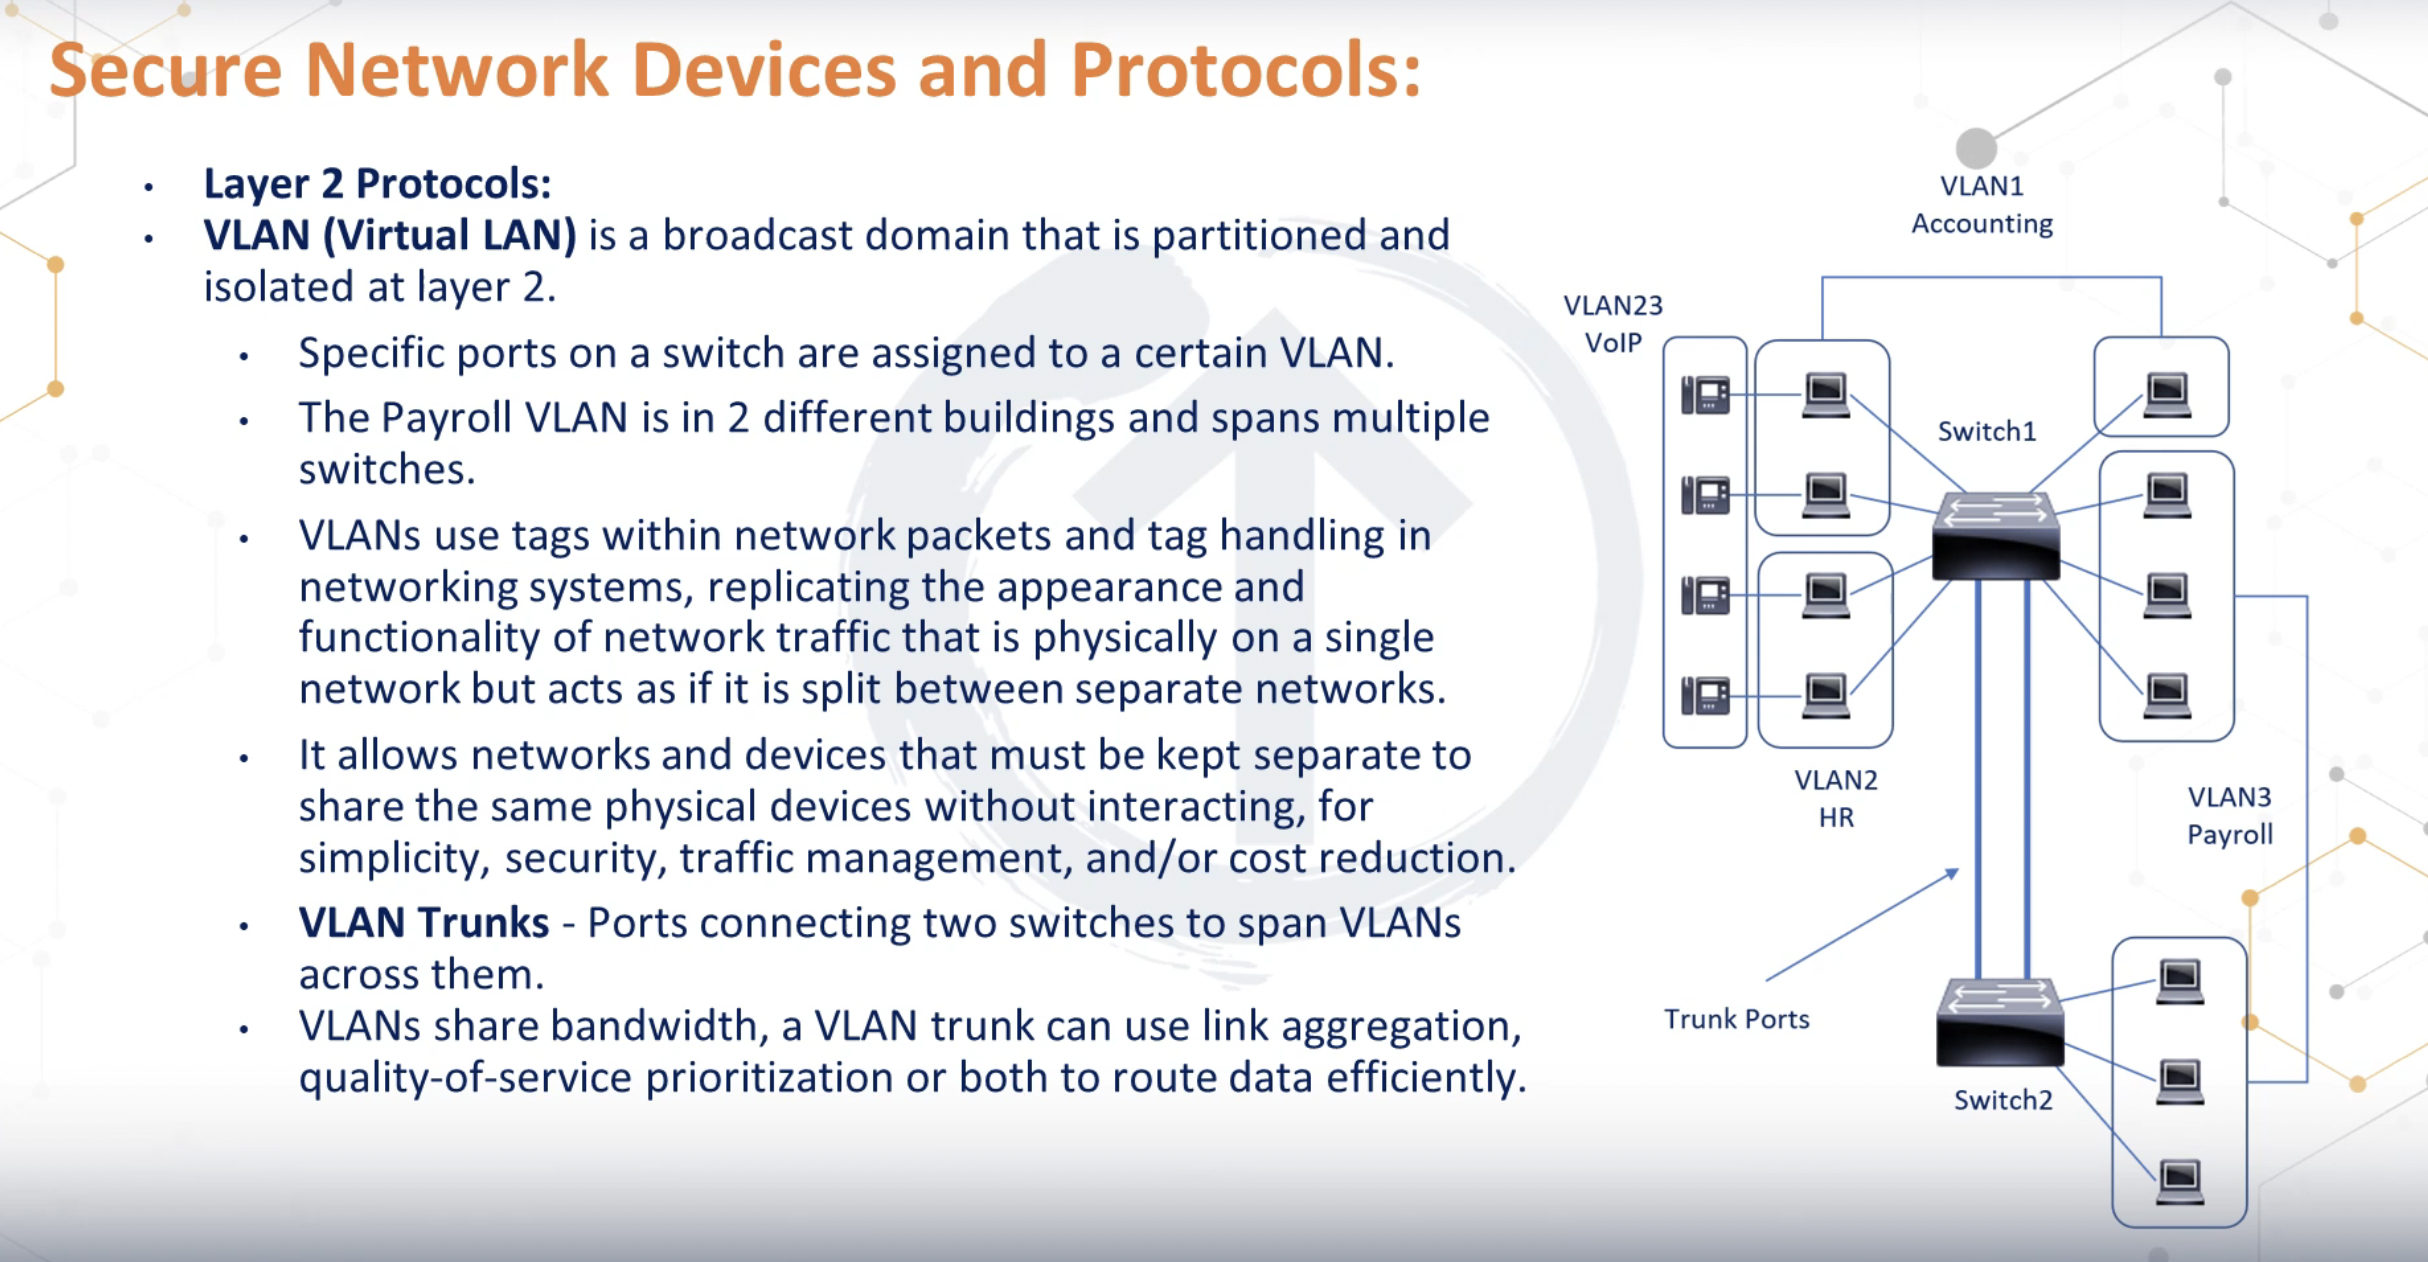 Secure Network Devices and Protocols:
• Layer 2 Protocols:
• VLAN (Virtual LAN) is a broadcast domain that is partitioned and
isolated at layer 2.
• Specific ports on a switch are assigned to a certain VLAN.
• The Payroll VLAN is in 2 different buildings and spans multiple
switches.
• VLANs use tags within network packets and tag handling in
networking systems, replicating the appearance and
functionality of network traffic that is physically on a single
network but acts as if it is split between separate networks.
• It allows networks and devices that must be kept separate to
share the same physical devices without interacting, for
simplicity, security, traffic management, and/or cost reduction.
• VLAN Trunks - Ports connecting two switches to span VLANs
across them.
• VLANs share bandwidth, a VLAN trunk can use link aggregation,
quality-of-service prioritization or both to route data efficiently.
VLAN1
Accounting
VLAN23
VoIP
Switch1
VLAN2
HR
VLAN3
Payroll
Trunk Ports
Switch2